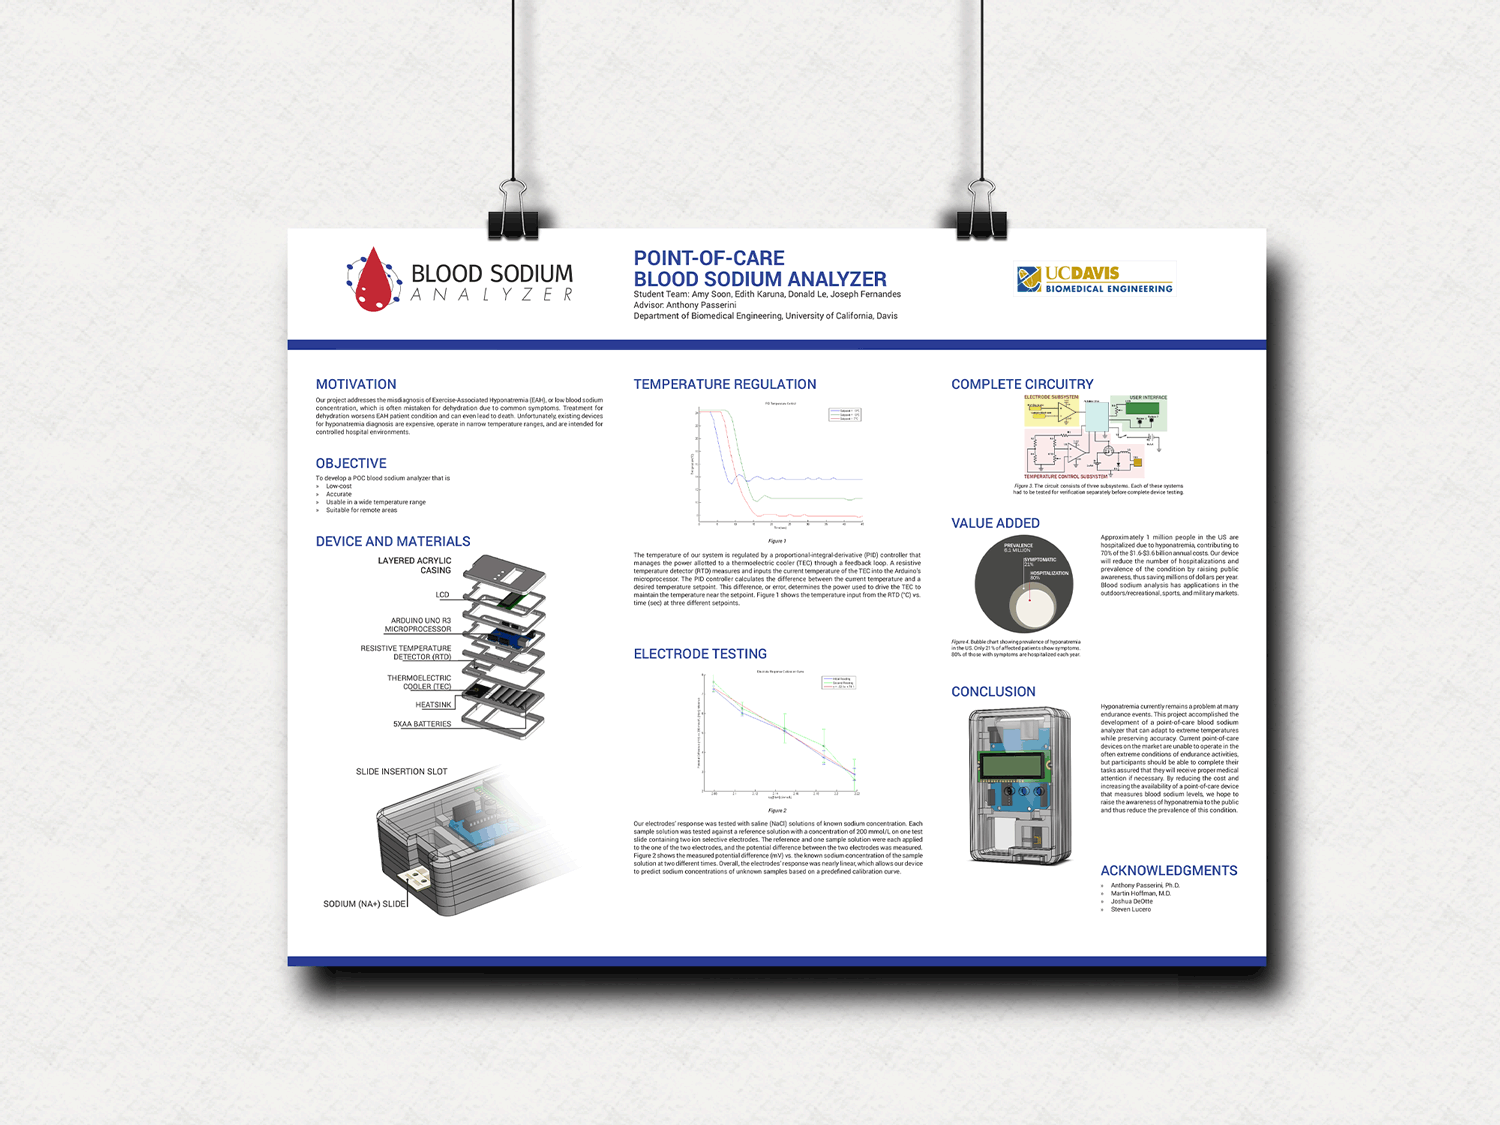 BLOOD SODIUM
ANALYZER
POINT-OF-CARE
BLOOD SODIUM ANALYZER
Student Team: Amy Soon, Edith Karuna, Donald Le, Joseph Fernandes
Advisor: Anthony Passerini
Department of Biomedical Engineering, University of California, Davis
UCDAVIS
BIOMEDICAL ENGINEERING
MOTIVATION
Our project addresses the misdiagnosis of Exercise-Associated Hyponatremia (EAH), or low blood sodium
concentration, which is often mistaken for dehydration due to common symptoms. Treatment for
dehydration worsens EAH patient condition and can even lead to death. Unfortunately, existing devices
for hyponatremia diagnosis are expensive, operate in narrow temperature ranges, and are intended for
controlled hospital environments.
OBJECTIVE
To develop a POC blood sodium analyzer that is
» Low-cost
» Accurate
» Usable in a wide temperature range
» Suitable for remote areas
DEVICE AND MATERIALS
LAYERED ACRYLIC
CASING
LCD
ARDUINO UNO R3
MICROPROCESSOR
RESISTIVE TEMPERATURE
DETECTOR (RTD)
THERMOELECTRIC
COOLER (TEC)
HEATSINK
5XAA BATTERIES
SLIDE INSERTION SLOT
SODIUM (NA+) SLIDE
TEMPERATURE REGULATION
Figure 1
The temperature of our system is regulated by a proportional-integral-derivative (PID) controller that
manages the power allotted to a thermoelectric cooler (TEC) through a feedback loop. A resistive
temperature detector (RTD) measures and inputs the current temperature of the TEC into the Arduino's
microprocessor. The PID controller calculates the difference between the current temperature and a
desired temperature setpoint. This difference, or error, determines the power used to drive the TEC to
maintain the temperature near the setpoint. Figure 1 shows the temperature input from the RTD (°C) vs.
time (sec) at three different setpoints.
ELECTRODE TESTING
Figure 2
Our electrodes' response was tested with saline (NaCl) solutions of known sodium concentration. Each
sample solution was tested against a reference solution with a concentration of 200 mmol/L on one test
slide containing two ion selective electrodes. The reference and one sample solution were each applied
to the one of the two electrodes, and the potential difference between the two electrodes was measured.
Figure 2 shows the measured potential difference (mV) vs. the known sodium concentration of the sample
solution at two different times. Overall, the electrodes' response was nearly linear, which allows our device
to predict sodium concentrations of unknown samples based on a predefined calibration curve.
COMPLETE CIRCUITRY
ELECTRODE SUBSYSTEM
USER INTERFACE
TEMPERATURE CONTROL SUBSYSTEM
Figure 3. The circuit consists of three subsystems. Each of these systems
had to be tested for verification separately before complete device testing.
VALUE ADDED
PREVALENCE
6.1 MILLION
SYMPTOMATIC
21%
HOSPITALIZATION
80%
Figure 4. Bubble chart showing prevalence of hyponatremia
in the US. Only 21% of affected patients show symptoms.
80% of those with symptoms are hospitalized each year.
Approximately 1 million people in the US are
hospitalized due to hyponatremia, contributing to
70% of the $1.6-$3.6 billion annual costs. Our device
will reduce the number of hospitalizations and
prevalence of the condition by raising public
awareness, thus saving millions of dollars per year.
Blood sodium analysis has applications in the
outdoors/recreational, sports, and military markets.
CONCLUSION
Hyponatremia currently remains a problem at many
endurance events. This project accomplished the
development of a point-of-care blood sodium
analyzer that can adapt to extreme temperatures
while preserving accuracy. Current point-of-care
devices on the market are unable to operate in the
often extreme conditions of endurance activities,
but participants should be able to complete their
tasks assured that they will receive proper medical
attention if necessary. By reducing the cost and
increasing the availability of a point-of-care device
that measures blood sodium levels, we hope to
raise the awareness of hyponatremia to the public
and thus reduce the prevalence of this condition.
ACKNOWLEDGMENTS
» Anthony Passerini, Ph.D.
» Martin Hoffman, M.D.
» Joshua DeOtte
» Steven Lucero